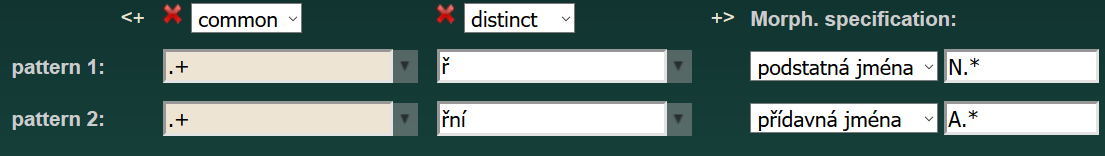 <+ common distinct +> Morph. specification:
pattern 1: .+ ř podstatná jména N.*
pattern 2: .+ řní přídavná jména A.*